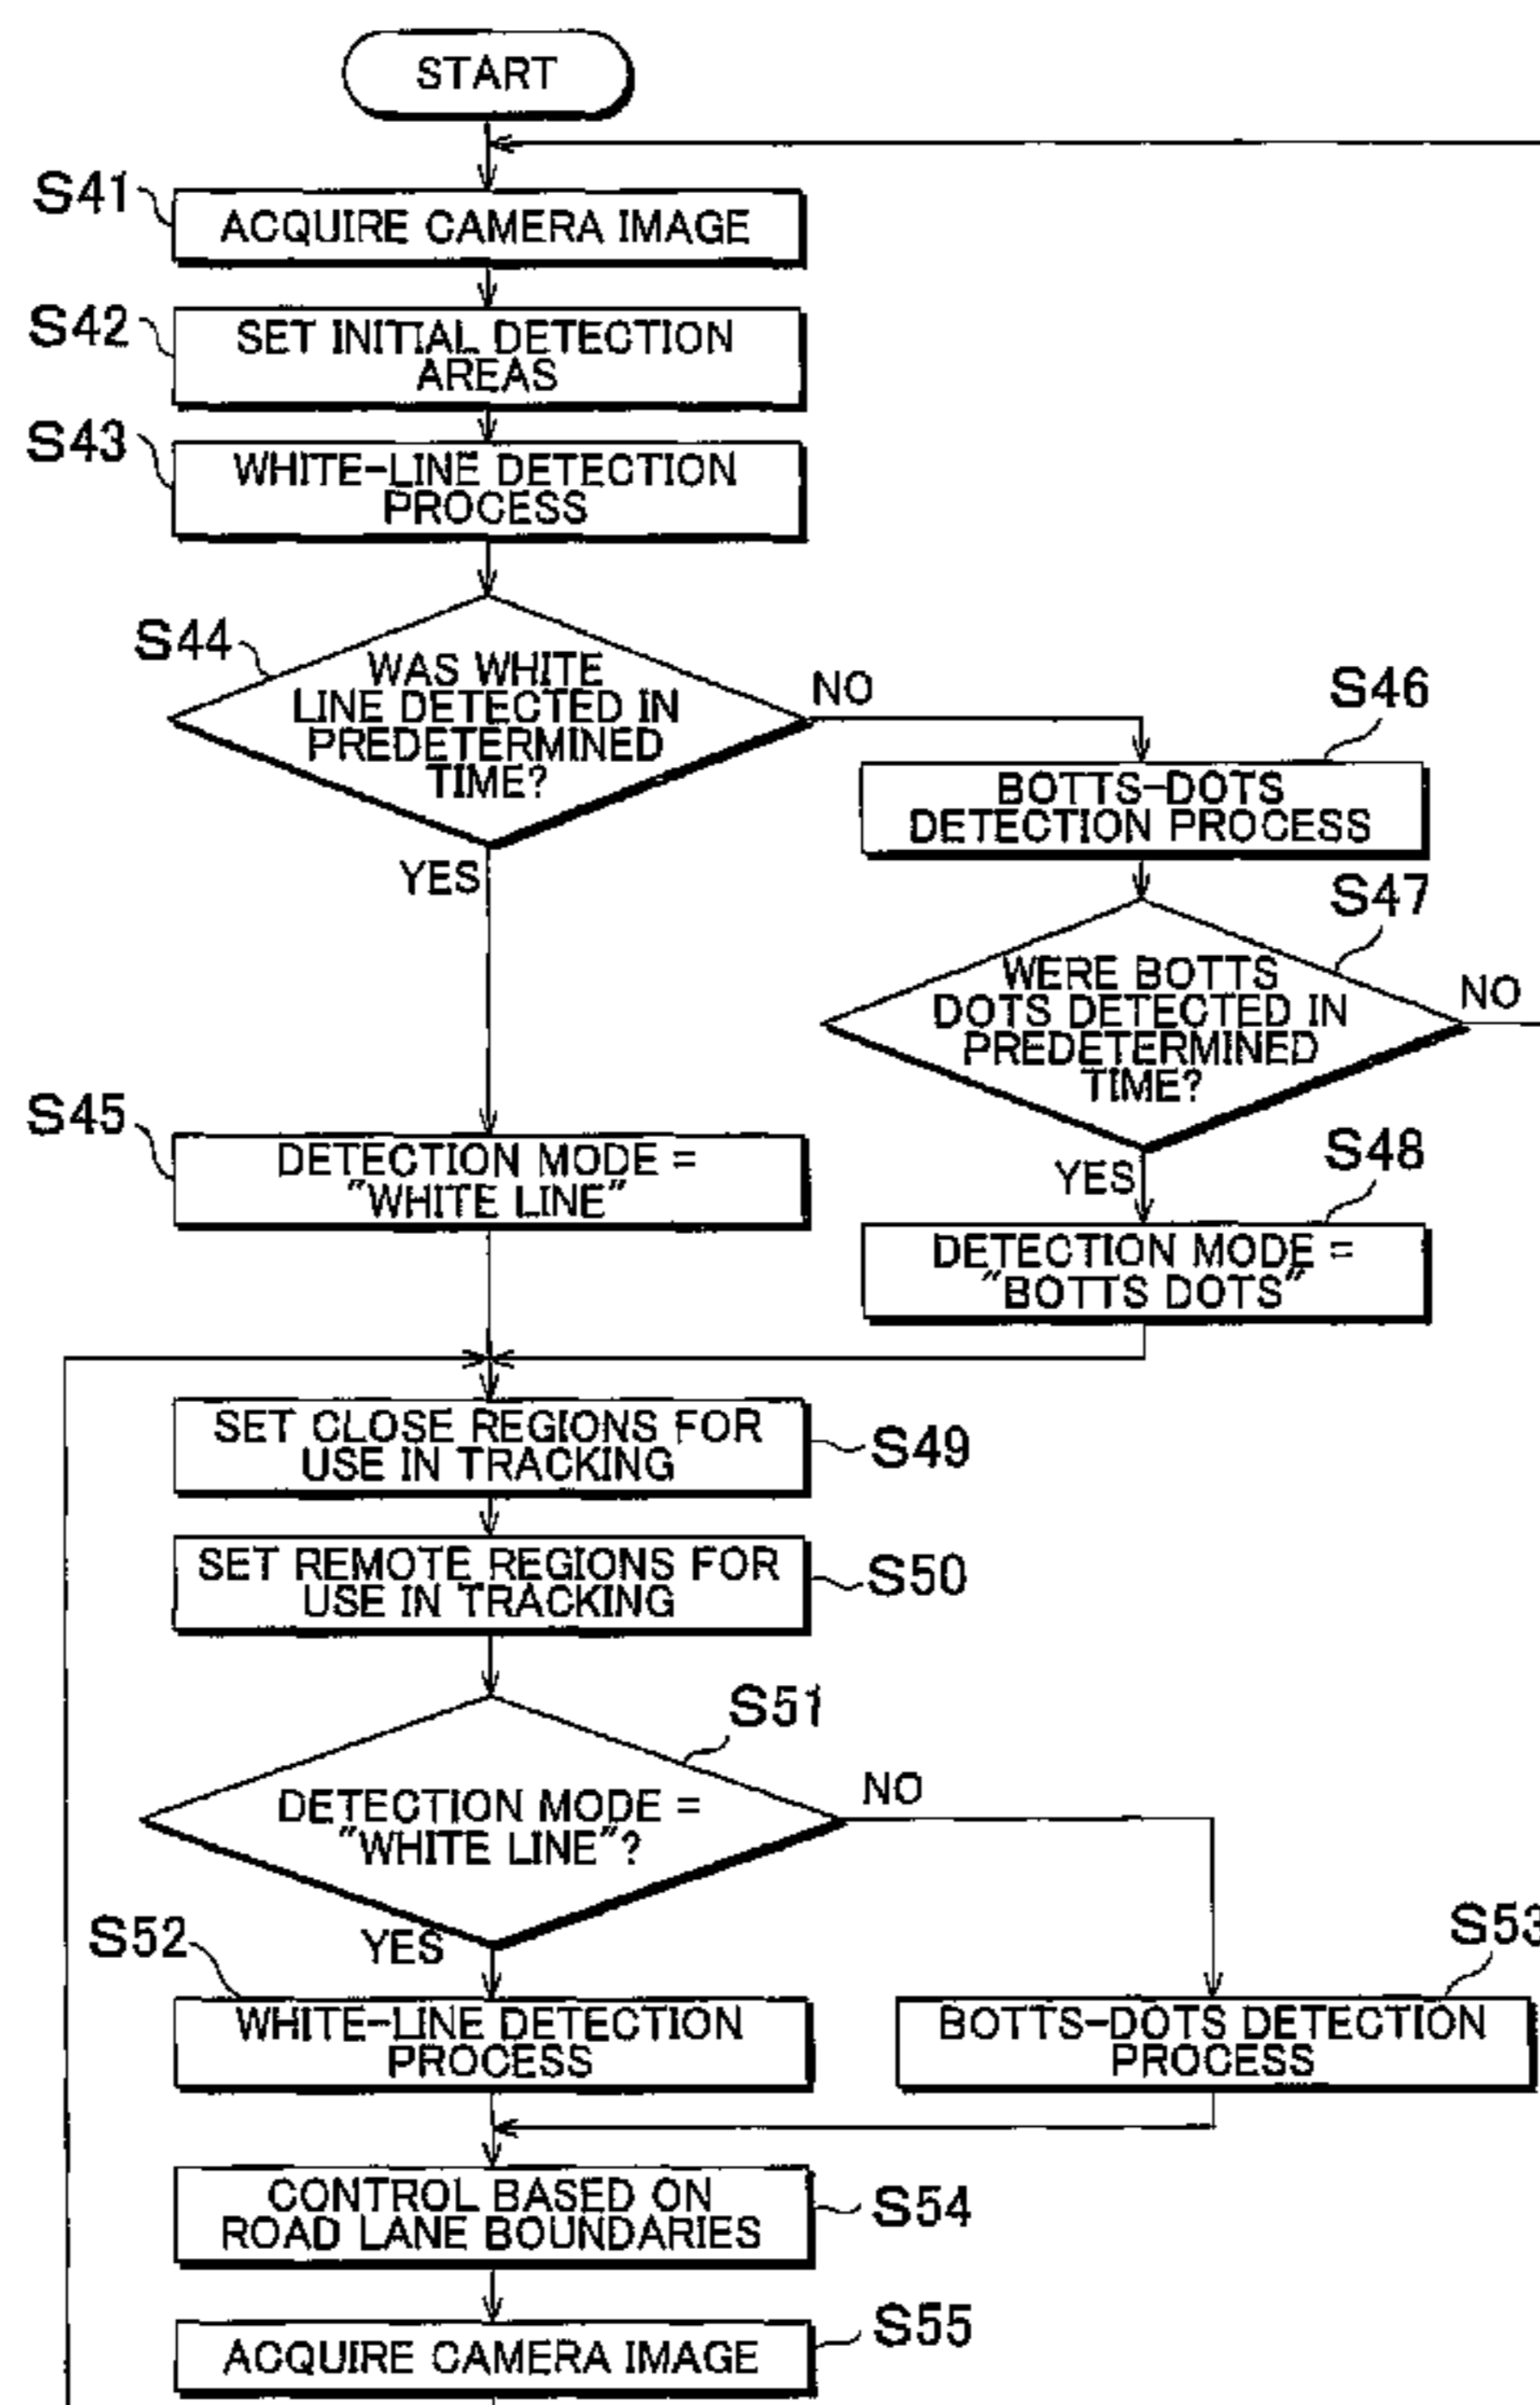 START
S41
ACQUIRE CAMERA IMAGE
S42
SET INITIAL DETECTION
AREAS
S43
WHITE-LINE DETECTION
PROCESS
S44
WAS WHITE
LINE DETECTED IN
PREDETERMINED
TIME?
NO
YES
S46
BOTTS-DOTS
DETECTION PROCESS
S47
WERE BOTTS
DOTS DETECTED IN
PREDETERMINED
TIME?
NO
YES
S45
DETECTION MODE =
"WHITE LINE"
S48
DETECTION MODE =
"BOTTS DOTS"
SET CLOSE REGIONS FOR
USE IN TRACKING
S49
SET REMOTE REGIONS FOR
USE IN TRACKING
S50
S51
DETECTION MODE =
"WHITE LINE"?
NO
YES
S52
WHITE-LINE DETECTION
PROCESS
S53
BOTTS-DOTS DETECTION
PROCESS
CONTROL BASED ON
ROAD LANE BOUNDARIES
S54
ACQUIRE CAMERA IMAGE
S55